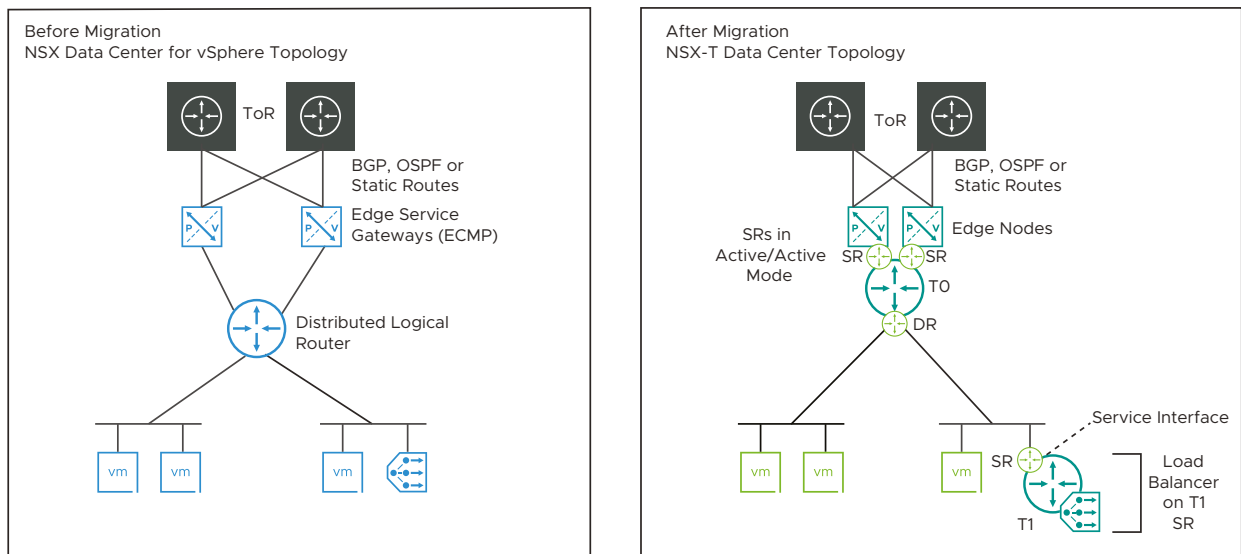 Before Migration
NSX Data Center for vSphere Topology
ToR
BGP, OSPF or
Static Routes
P V
P V
Edge Service
Gateways (ECMP)
Distributed Logical
Router
vm
vm
vm
After Migration
NSX-T Data Center Topology
ToR
BGP, OSPF or
Static Routes
P V
P V
Edge Nodes
SRs in
Active/Active
Mode
SR
SR
T0
DR
Service Interface
vm
vm
vm
SR
T1
Load
Balancer
on T1
SR